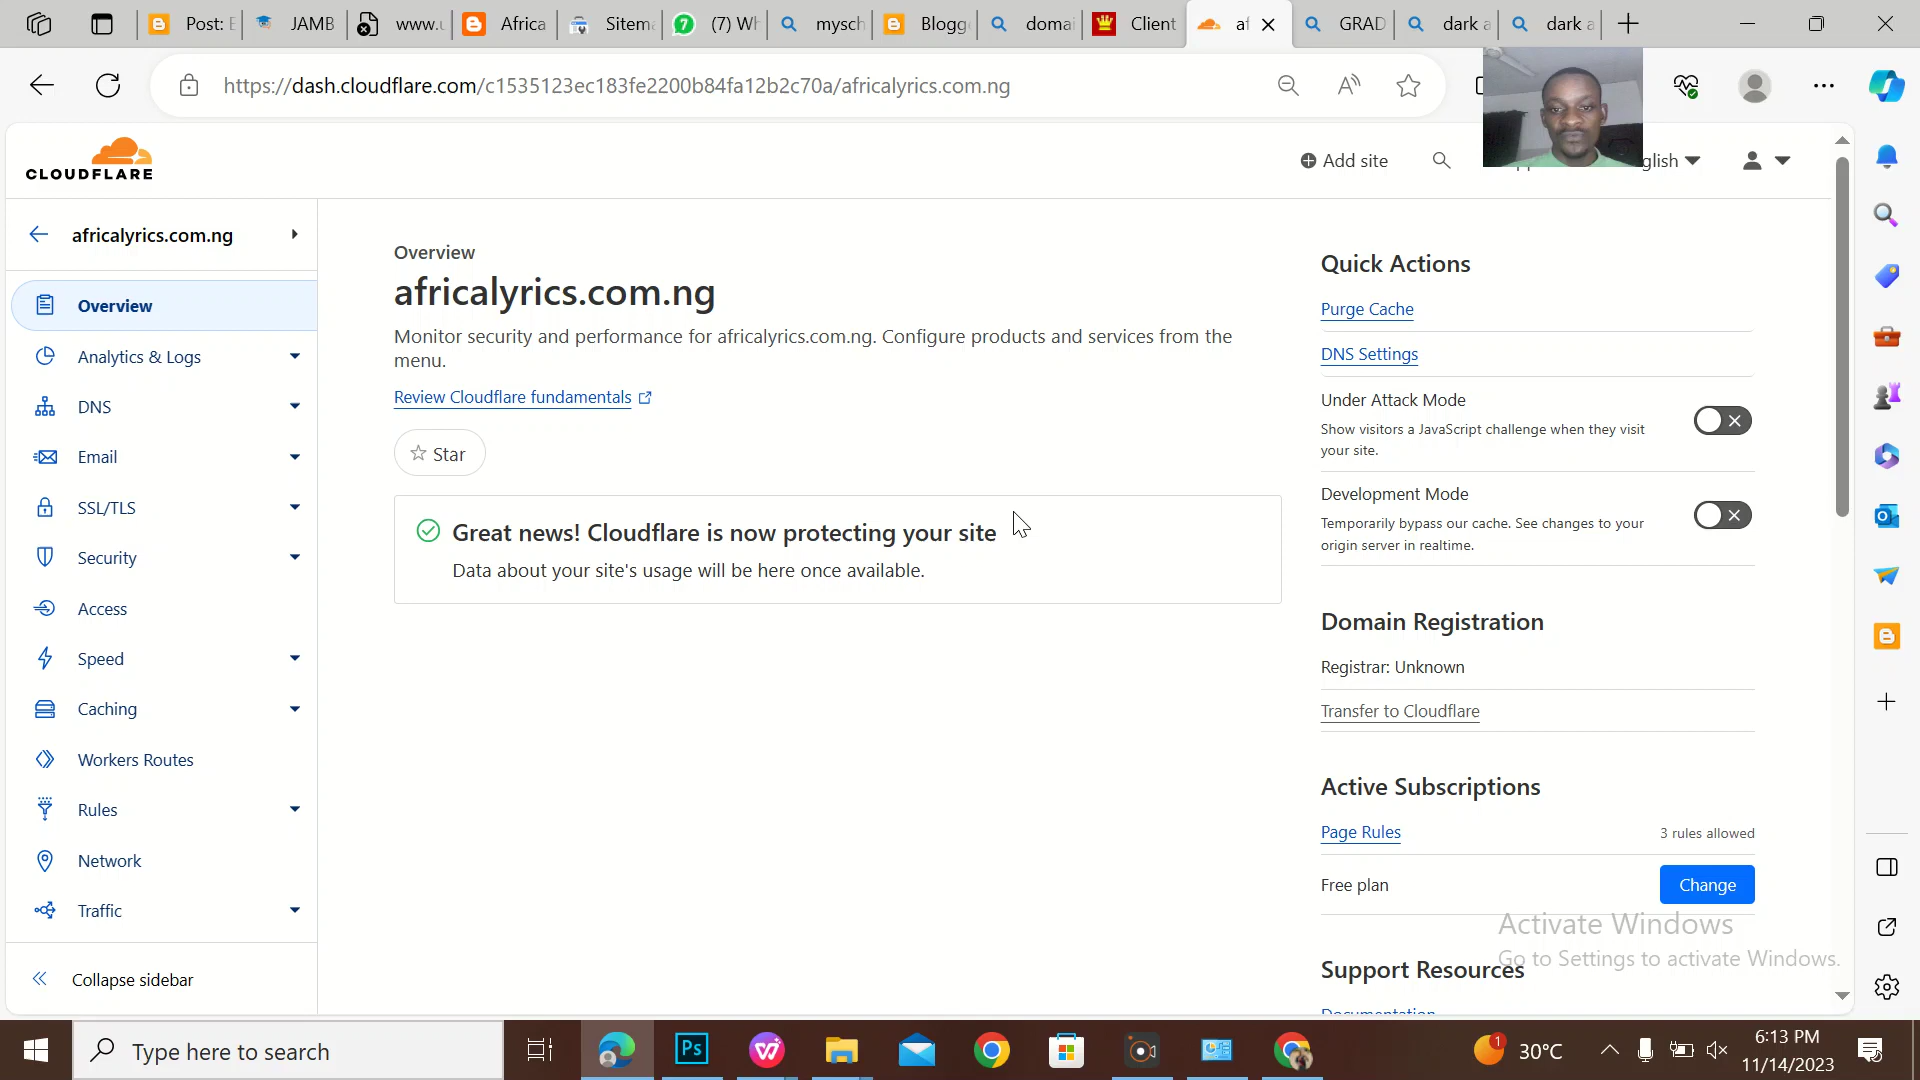 Post: E
JAMB
www.u
Africa
Sitema
(7) Wh
mysch
Blogge
domai
Client
af
GRAD
dark a
dark a
https://dash.cloudflare.com/c1535123ec183fe2200b84fa12b2c70a/africalyrics.com.ng
CLOUDFLARE
Add site
glish
africalyrics.com.ng
Overview
Analytics & Logs
DNS
Email
SSL/TLS
Security
Access
Speed
Caching
Workers Routes
Rules
Network
Traffic
Collapse sidebar
Overview
africalyrics.com.ng
Monitor security and performance for africalyrics.com.ng. Configure products and services from the
menu.
Review Cloudflare fundamentals
Star
Great news! Cloudflare is now protecting your site
Data about your site's usage will be here once available.
Quick Actions
Purge Cache
DNS Settings
Under Attack Mode
Show visitors a JavaScript challenge when they visit
your site.
Development Mode
Temporarily bypass our cache. See changes to your
origin server in realtime.
Domain Registration
Registrar: Unknown
Transfer to Cloudflare
Active Subscriptions
Page Rules 3 rules allowed
Free plan Change
Activate Windows
Go to Settings to activate Windows.
Support Resources
Documentation
Type here to search
Ps
1
30°C
6:13 PM
11/14/2023